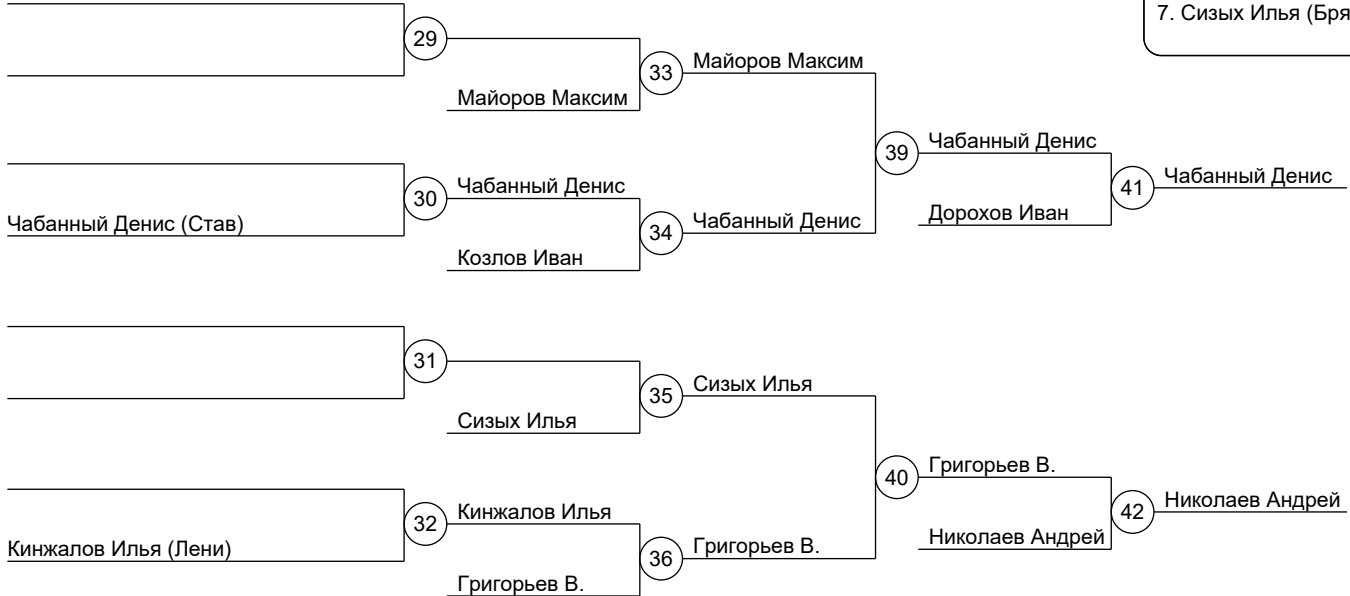 7. Сизых Илья (Бря
29
33
Майоров Максим
Майоров Максим
39
Чабанный Денис
30
Чабанный Денис
41
Чабанный Денис
Чабанный Денис (Став)
34
Чабанный Денис
Дорохов Иван
Козлов Иван
31
35
Сизых Илья
Сизых Илья
40
Григорьев В.
32
Кинжалов Илья
42
Николаев Андрей
Кинжалов Илья (Лени)
36
Григорьев В.
Николаев Андрей
Григорьев В.